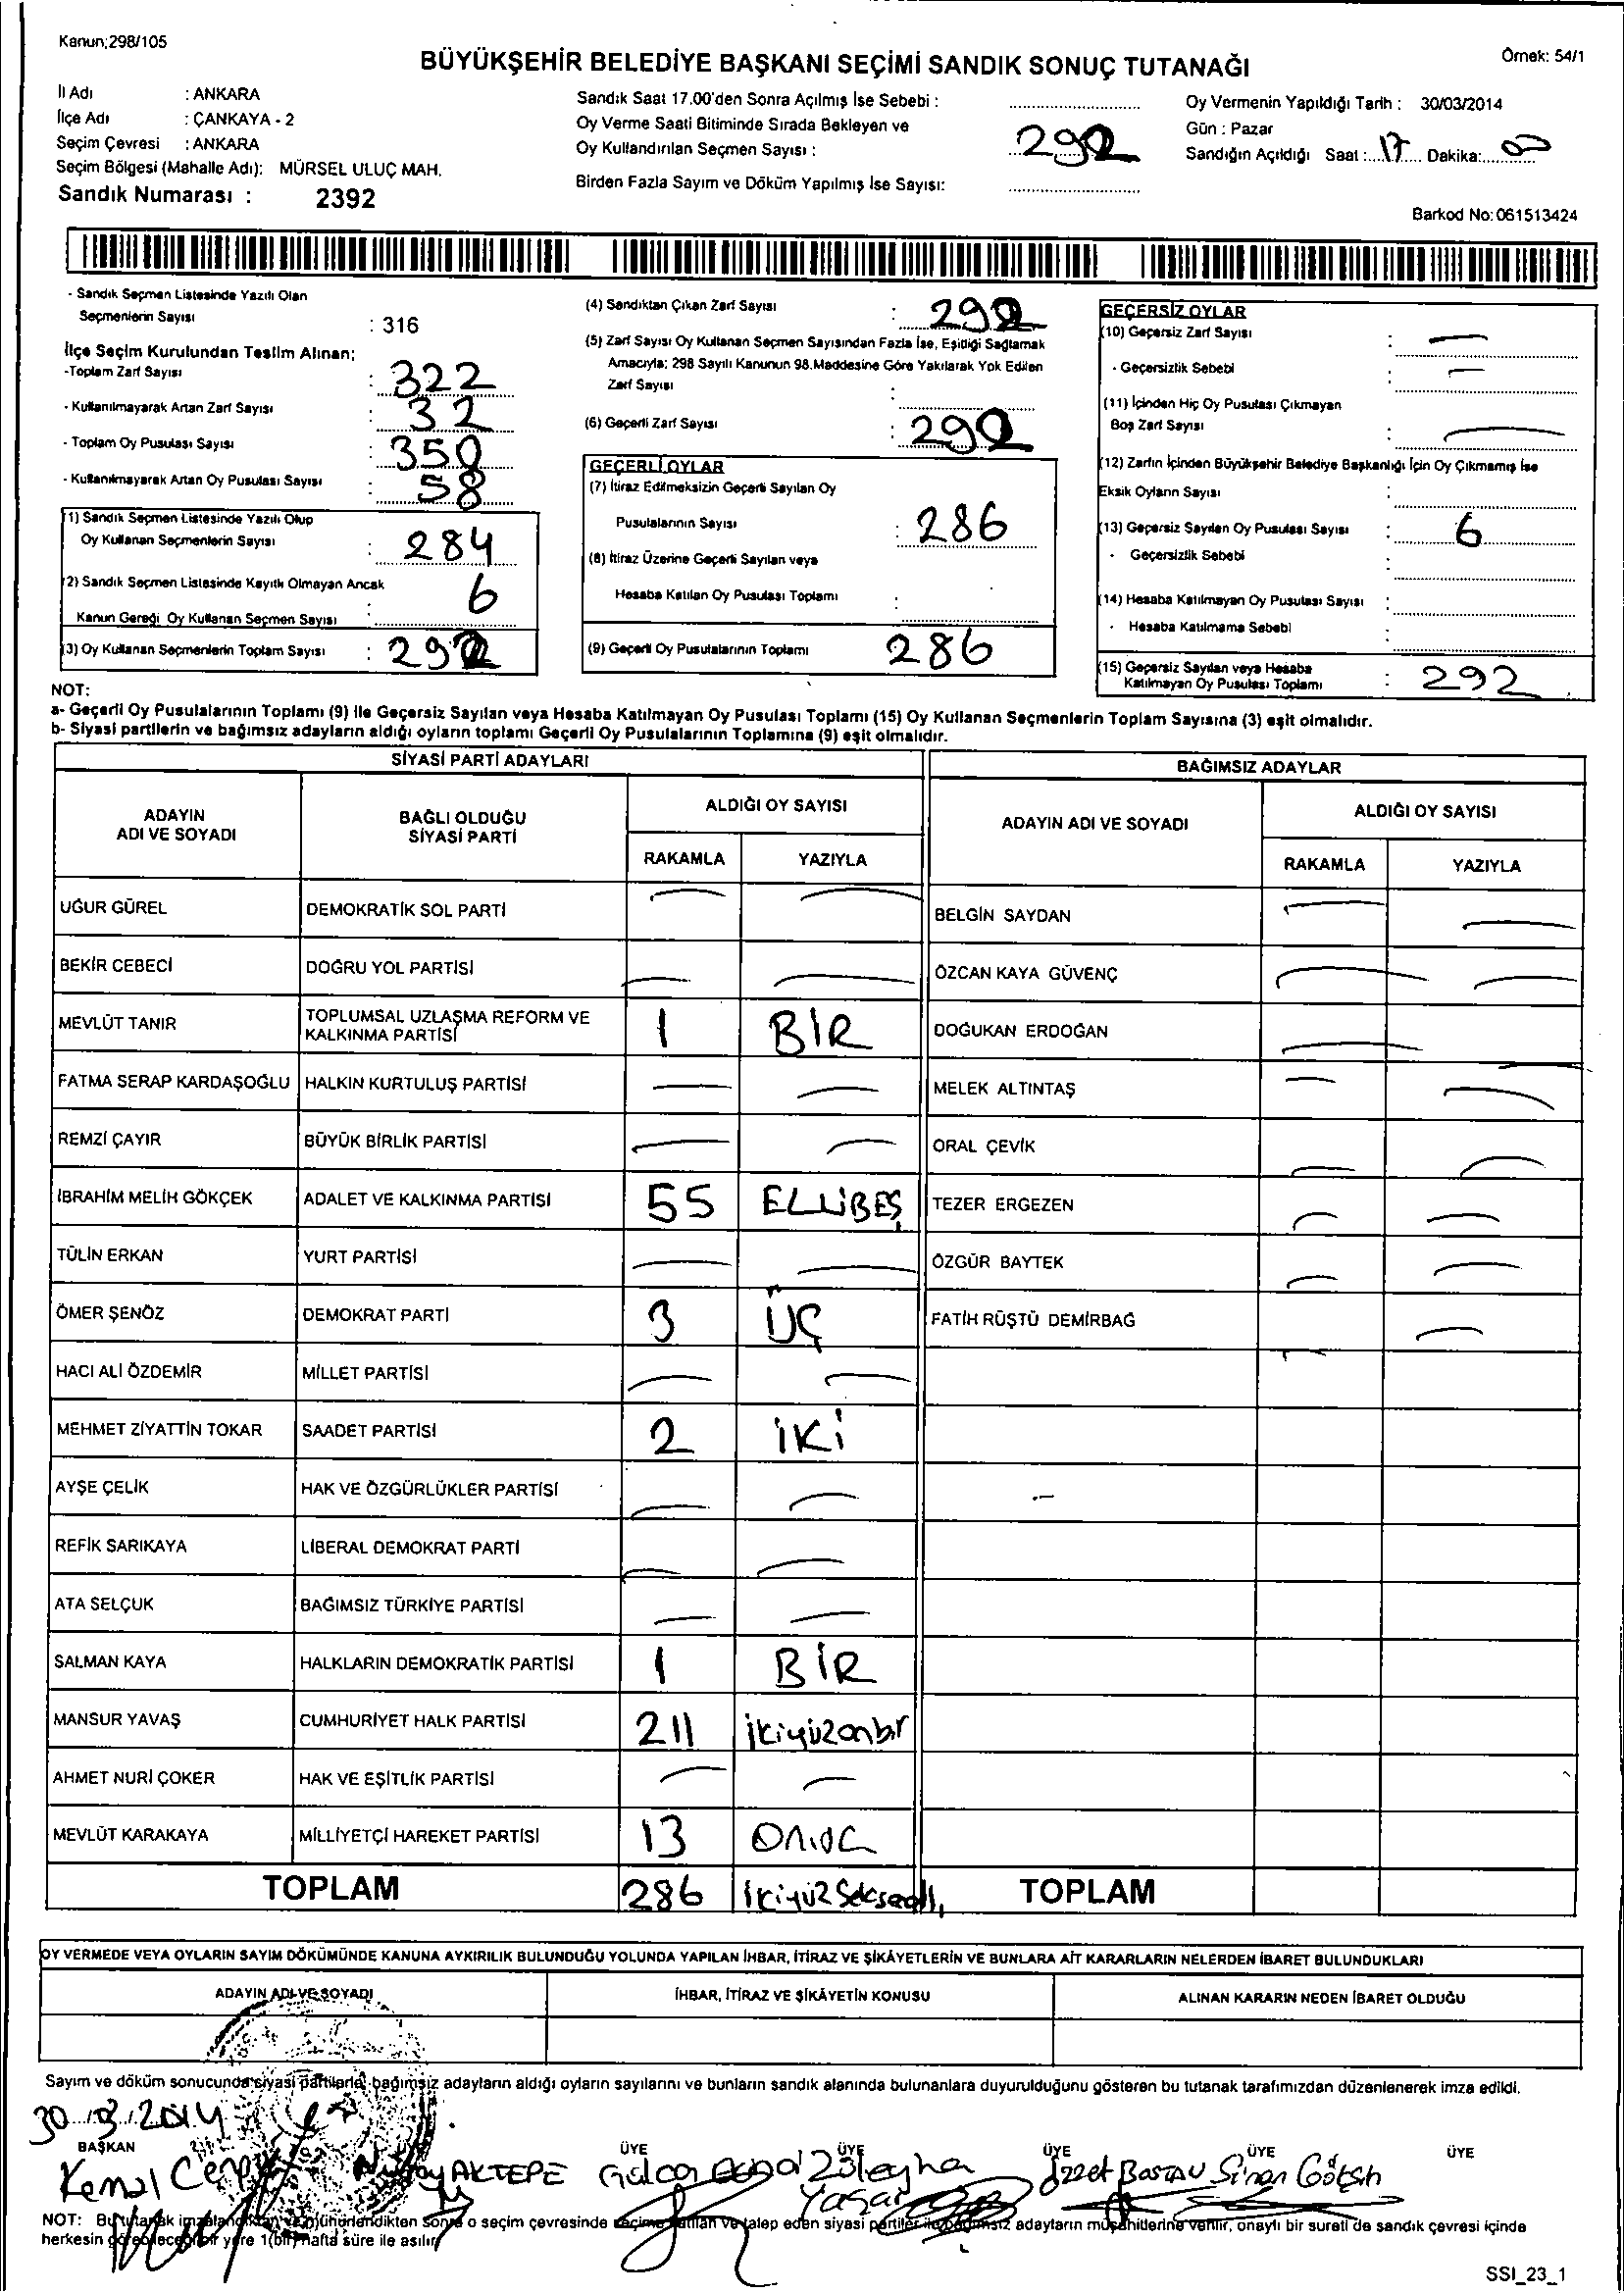 Kanun;298/105
BÜYÜKŞEHİR BELEDİYE BAŞKANI SEÇİMİ SANDIK SONUÇ TUTANAĞI
Örnek: 54/1
İl Adı : ANKARA
İlçe Adı : ÇANKAYA - 2
Seçim Çevresi : ANKARA
Seçim Bölgesi (Mahalle Adı): MÜRSEL ULUÇ MAH.
Sandık Numarası : 2392
Sandık Saat 17.00'den Sonra Açılmış İse Sebebi :
Oy Verme Saati Bitiminde Sırada Bekleyen ve
Oy Kullandırılan Seçmen Sayısı : 292
Birden Fazla Sayım ve Döküm Yapılmış İse Sayısı:
Oy Vermenin Yapıldığı Tarih : 30/03/2014
Gün : Pazar
Sandığın Açıldığı Saat : 17 Dakika: 00
Barkod No: 061513424
- Sandık Seçmen Listesinde Yazılı Olan
Seçmenlerin Sayısı : 316
İlçe Seçim Kurulundan Teslim Alınan;
-Toplam Zarf Sayısı : 322
- Kullanılmayarak Artan Zarf Sayısı : 32
- Toplam Oy Pusulası Sayısı : 350
- Kullanılmayarak Artan Oy Pusulası Sayısı : 58
(1) Sandık Seçmen Listesinde Yazılı Olup
Oy Kullanan Seçmenlerin Sayısı : 284
(2) Sandık Seçmen Listesinde Kayıtlı Olmayan Ancak
Kanun Gereği Oy Kullanan Seçmen Sayısı : 6
(3) Oy Kullanan Seçmenlerin Toplam Sayısı : 292
(4) Sandıktan Çıkan Zarf Sayısı : 292
(5) Zarf Sayısı Oy Kullanan Seçmen Sayısından Fazla İse, Eşitliği Sağlamak
Amacıyla; 298 Sayılı Kanunun 98.Maddesine Göre Yakılarak Yok Edilen
Zarf Sayısı :
(6) Geçerli Zarf Sayısı : 292
GEÇERLİ OYLAR
(7) İtiraz Edilmeksizin Geçerli Sayılan Oy
Pusulalarının Sayısı : 286
(8) İtiraz Üzerine Geçerli Sayılan veya
Hesaba Katılan Oy Pusulası Toplamı :
(9) Geçerli Oy Pusulalarının Toplamı 286
GEÇERSİZ OYLAR
(10) Geçersiz Zarf Sayısı : —
- Geçersizlik Sebebi : —
(11) İçinden Hiç Oy Pusulası Çıkmayan
Boş Zarf Sayısı : —
(12) Zarfın İçinden Büyükşehir Belediye Başkanlığı İçin Oy Çıkmamış İse
Eksik Oyların Sayısı :
(13) Geçersiz Sayılan Oy Pusulası Sayısı : 6
- Geçersizlik Sebebi :
(14) Hesaba Katılmayan Oy Pusulası Sayısı :
- Hesaba Katılmama Sebebi :
(15) Geçersiz Sayılan veya Hesaba
Katılmayan Oy Pusulası Toplamı : 292
NOT:
a- Geçerli Oy Pusulalarının Toplamı (9) ile Geçersiz Sayılan veya Hesaba Katılmayan Oy Pusulası Toplamı (15) Oy Kullanan Seçmenlerin Toplam Sayısına (3) eşit olmalıdır.
b- Siyasi partilerin ve bağımsız adayların aldığı oyların toplamı Geçerli Oy Pusulalarının Toplamına (9) eşit olmalıdır.
SİYASİ PARTİ ADAYLARI
ADAYIN ADI VE SOYADI BAĞLI OLDUĞU SİYASİ PARTİ ALDIĞI OY SAYISI
RAKAMLA YAZIYLA
UĞUR GÜREL DEMOKRATİK SOL PARTİ — —
BEKİR CEBECİ DOĞRU YOL PARTİSİ — —
MEVLÜT TANIR TOPLUMSAL UZLAŞMA REFORM VE KALKINMA PARTİSİ 1 BİR
FATMA SERAP KARDAŞOĞLU HALKIN KURTULUŞ PARTİSİ — —
REMZİ ÇAYIR BÜYÜK BİRLİK PARTİSİ — —
İBRAHİM MELİH GÖKÇEK ADALET VE KALKINMA PARTİSİ 55 ELLİBEŞ
TÜLİN ERKAN YURT PARTİSİ — —
ÖMER ŞENÖZ DEMOKRAT PARTİ 3 ÜÇ
HACI ALİ ÖZDEMİR MİLLET PARTİSİ — —
MEHMET ZİYATTİN TOKAR SAADET PARTİSİ 2 İKİ
AYŞE ÇELİK HAK VE ÖZGÜRLÜKLER PARTİSİ — —
REFİK SARIKAYA LİBERAL DEMOKRAT PARTİ — —
ATA SELÇUK BAĞIMSIZ TÜRKİYE PARTİSİ — —
SALMAN KAYA HALKLARIN DEMOKRATİK PARTİSİ 1 BİR
MANSUR YAVAŞ CUMHURİYET HALK PARTİSİ 211 ikiyüzonbir
AHMET NURİ ÇOKER HAK VE EŞİTLİK PARTİSİ — —
MEVLÜT KARAKAYA MİLLİYETÇİ HAREKET PARTİSİ 13 Onüç
TOPLAM 286 ikiyüzseksenaltı
BAĞIMSIZ ADAYLAR
ADAYIN ADI VE SOYADI ALDIĞI OY SAYISI
RAKAMLA YAZIYLA
BELGİN SAYDAN — —
ÖZCAN KAYA GÜVENÇ — —
DOĞUKAN ERDOĞAN — —
MELEK ALTINTAŞ — —
ORAL ÇEVİK — —
TEZER ERGEZEN — —
ÖZGÜR BAYTEK — —
FATİH RÜŞTÜ DEMİRBAĞ — —
TOPLAM
OY VERMEDE VEYA OYLARIN SAYIM DÖKÜMÜNDE KANUNA AYKIRILIK BULUNDUĞU YOLUNDA YAPILAN İHBAR, İTİRAZ VE ŞİKÂYETLERİN VE BUNLARA AİT KARARLARIN NELERDEN İBARET BULUNDUKLARI
ADAYIN ADI VE SOYADI İHBAR, İTİRAZ VE ŞİKÂYETİN KONUSU ALINAN KARARIN NEDEN İBARET OLDUĞU
Sayım ve döküm sonucunda siyasi partilerle bağımsız adayların aldığı oyların sayılarını ve bunların sandık alanında bulunanlara duyurulduğunu gösteren bu tutanak tarafımızdan düzenlenerek imza edildi.
30.03.2014
BAŞKAN ÜYE ÜYE ÜYE ÜYE ÜYE
Kemal AKTEPE Züleyha Yaşar İzzet Sinan
NOT: Bu tutanak imzalandıktan ve mühürlendikten sonra o seçim çevresinde seçime katılan ve talep eden siyasi partiler ile bağımsız adayların müşahitlerine verilir, onaylı bir sureti de sandık çevresi içinde
herkesin görebileceği bir yere 1(bir) hafta süre ile asılır.
SSI_23_1